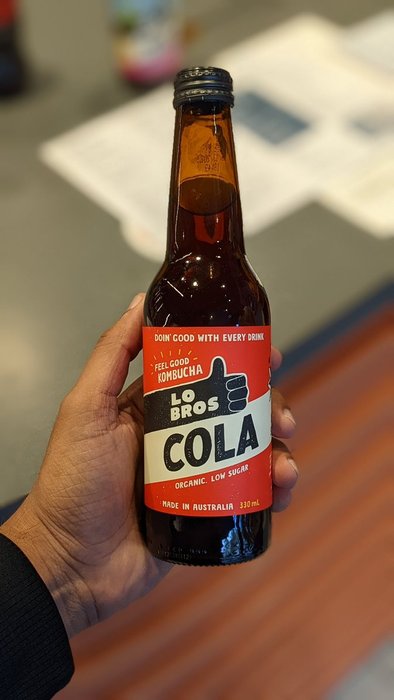 DOIN' GOOD WITH EVERY DRINK
FEEL GOOD
KOMBUCHA
LO
BROS
COLA
ORGANIC. LOW SUGAR
MADE IN AUSTRALIA 330 mL